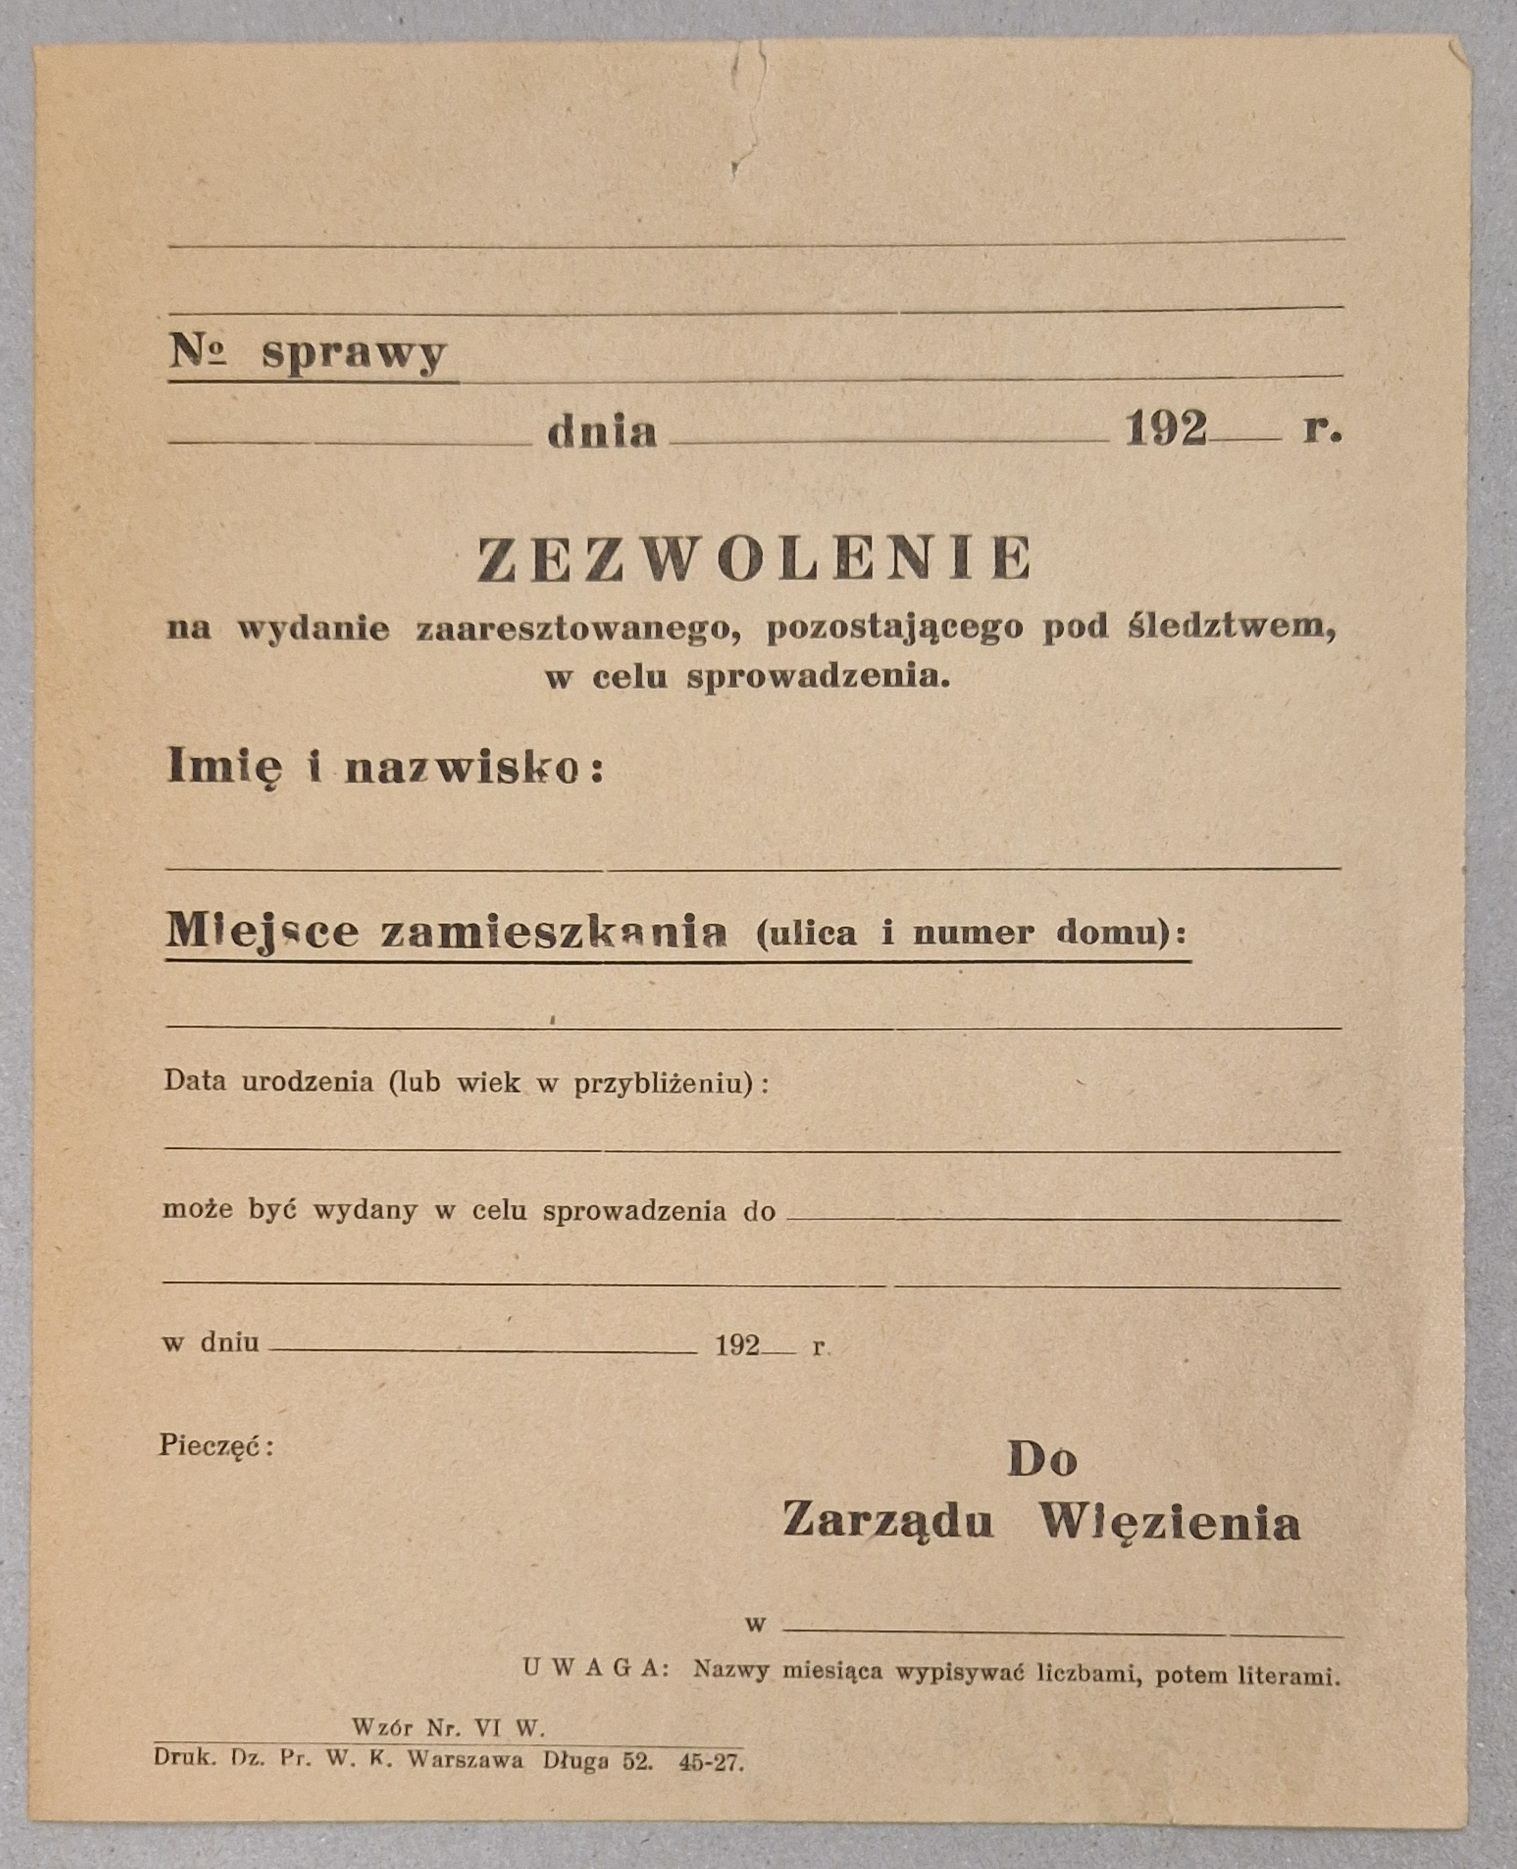 № sprawy
dnia 192 r.
ZEZWOLENIE
na wydanie zaaresztowanego, pozostającego pod śledztwem,
w celu sprowadzenia.
Imię i nazwisko:
Miejsce zamieszkania (ulica i numer domu):
Data urodzenia (lub wiek w przybliżeniu):
może być wydany w celu sprowadzenia do
w dniu 192 r.
Pieczęć:
Do
Zarządu Więzienia
w
UWAGA: Nazwy miesiąca wypisywać liczbami, potem literami.
Wzór Nr. VI W.
Druk. Dz. Pr. W. K. Warszawa Długa 52. 45-27.